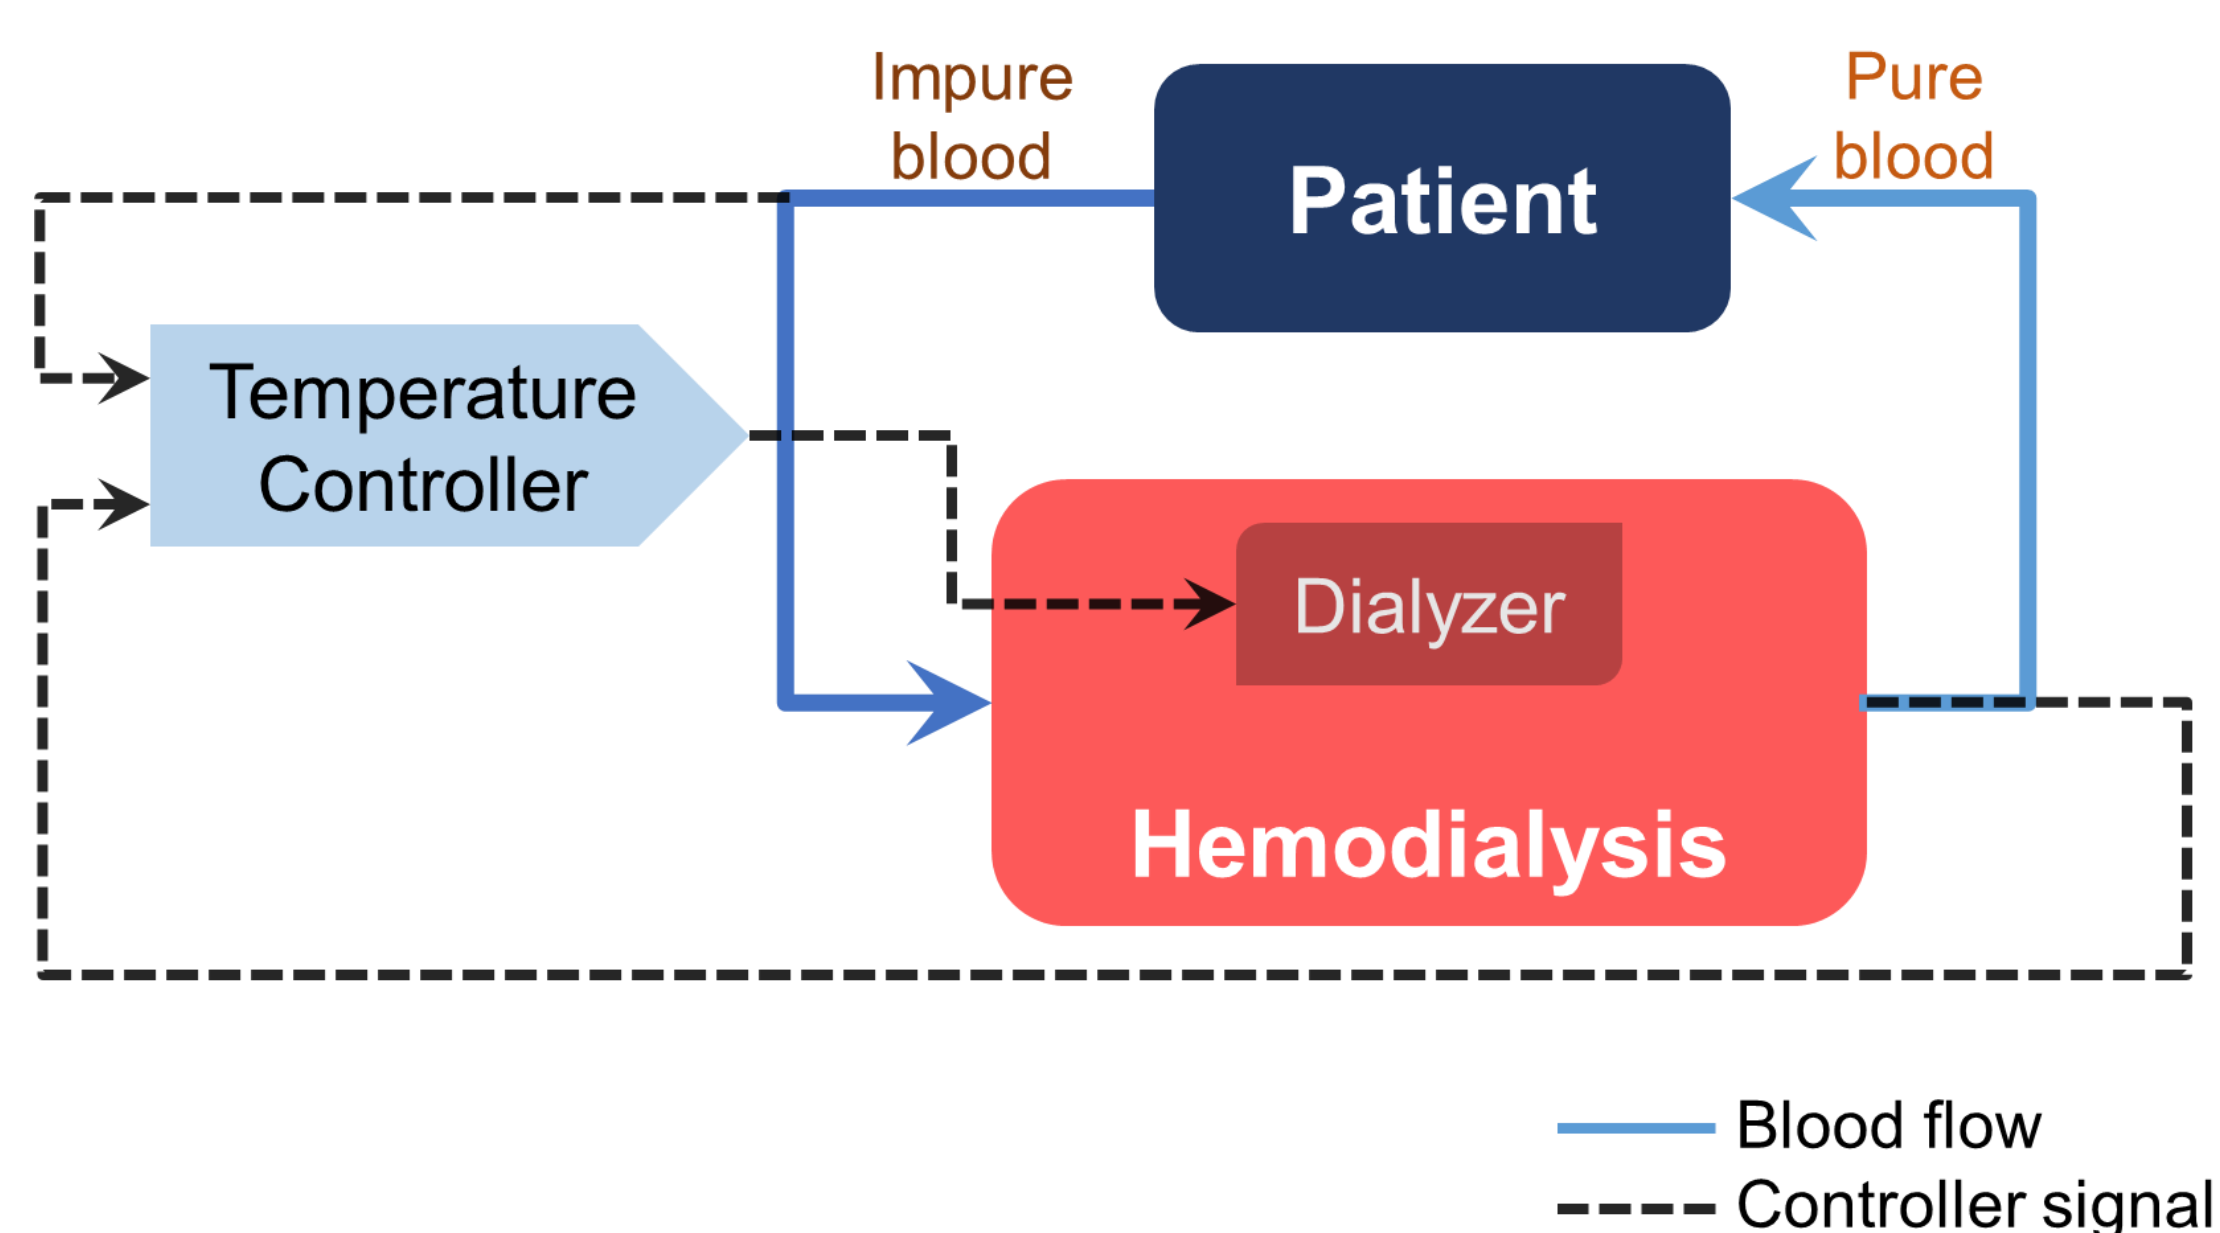 Impure
blood
Patient
Pure
blood
Temperature
Controller
Dialyzer
Hemodialysis
Blood flow
Controller signal